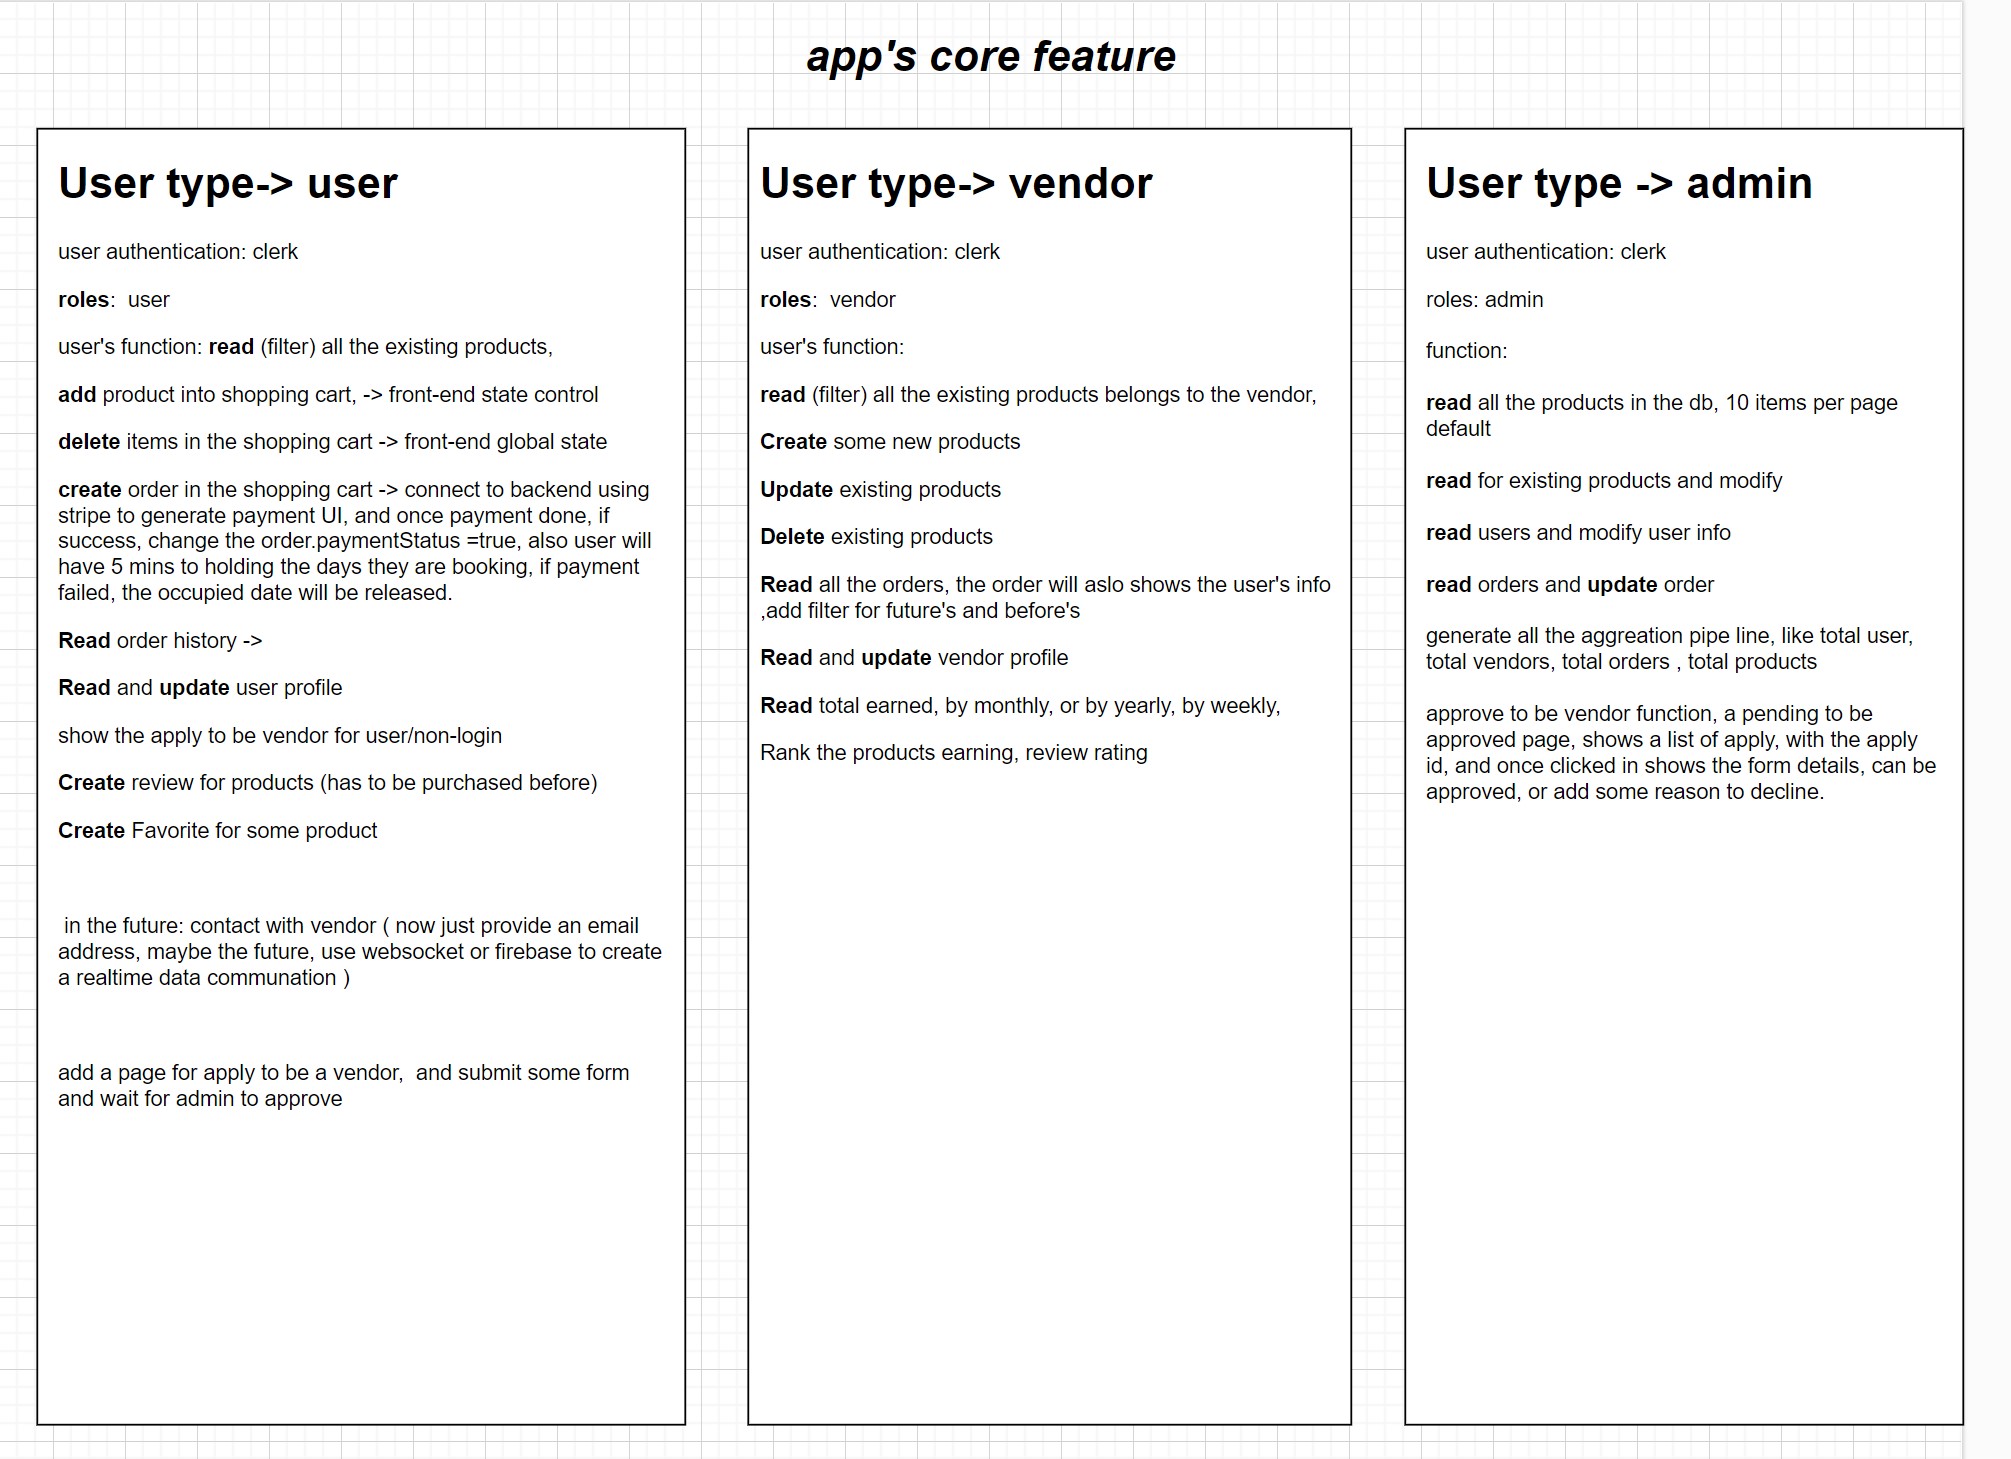 app's core feature
User type-> user
user authentication: clerk
roles:  user
user's function: read (filter) all the existing products,
add product into shopping cart, -> front-end state control
delete items in the shopping cart -> front-end global state
create order in the shopping cart -> connect to backend using
stripe to generate payment UI, and once payment done, if
success, change the order.paymentStatus =true, also user will
have 5 mins to holding the days they are booking, if payment
failed, the occupied date will be released.
Read order history ->
Read and update user profile
show the apply to be vendor for user/non-login
Create review for products (has to be purchased before)
Create Favorite for some product
in the future: contact with vendor ( now just provide an email
address, maybe the future, use websocket or firebase to create
a realtime data communation )
add a page for apply to be a vendor,  and submit some form
and wait for admin to approve
User type-> vendor
user authentication: clerk
roles:  vendor
user's function:
read (filter) all the existing products belongs to the vendor,
Create some new products
Update existing products
Delete existing products
Read all the orders, the order will aslo shows the user's info
,add filter for future's and before's
Read and update vendor profile
Read total earned, by monthly, or by yearly, by weekly,
Rank the products earning, review rating
User type -> admin
user authentication: clerk
roles: admin
function:
read all the products in the db, 10 items per page
default
read for existing products and modify
read users and modify user info
read orders and update order
generate all the aggreation pipe line, like total user,
total vendors, total orders , total products
approve to be vendor function, a pending to be
approved page, shows a list of apply, with the apply
id, and once clicked in shows the form details, can be
approved, or add some reason to decline.